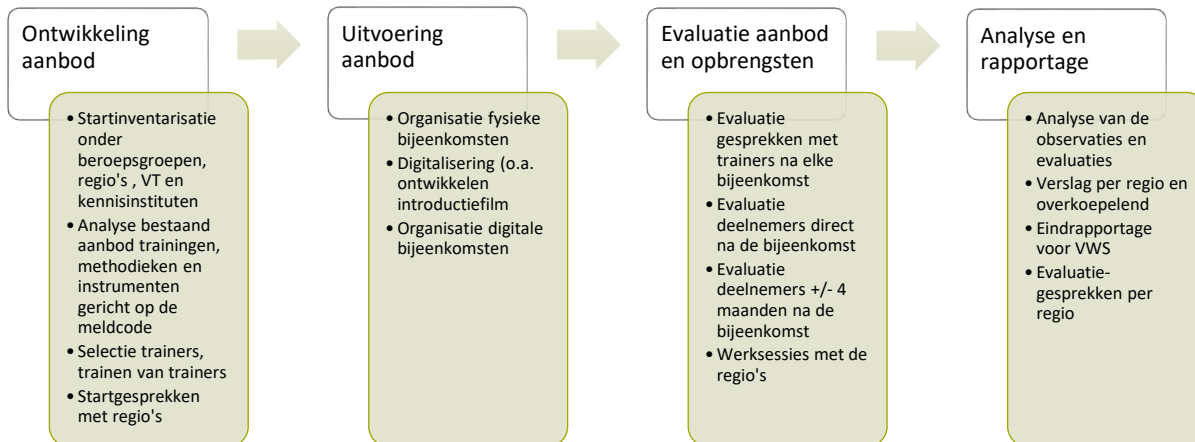 Ontwikkeling
aanbod
• Startinventarisatie
onder
beroepsgroepen,
regio's , VT en
kennisinstituten
• Analyse bestaand
aanbod trainingen,
methodieken en
instrumenten
gericht op de
meldcode
• Selectie trainers,
trainen van trainers
• Startgesprekken
met regio's
Uitvoering
aanbod
• Organisatie fysieke
bijeenkomsten
• Digitalisering (o.a.
ontwikkelen
introductiefilm
• Organisatie digitale
bijeenkomsten
Evaluatie aanbod
en opbrengsten
• Evaluatie
gesprekken met
trainers na elke
bijeenkomst
• Evaluatie
deelnemers direct
na de bijeenkomst
• Evaluatie
deelnemers +/- 4
maanden na de
bijeenkomst
• Werksessies met de
regio's
Analyse en
rapportage
• Analyse van de
observaties en
evaluaties
• Verslag per regio en
overkoepelend
• Eindrapportage
voor VWS
• Evaluatie-
gesprekken per
regio